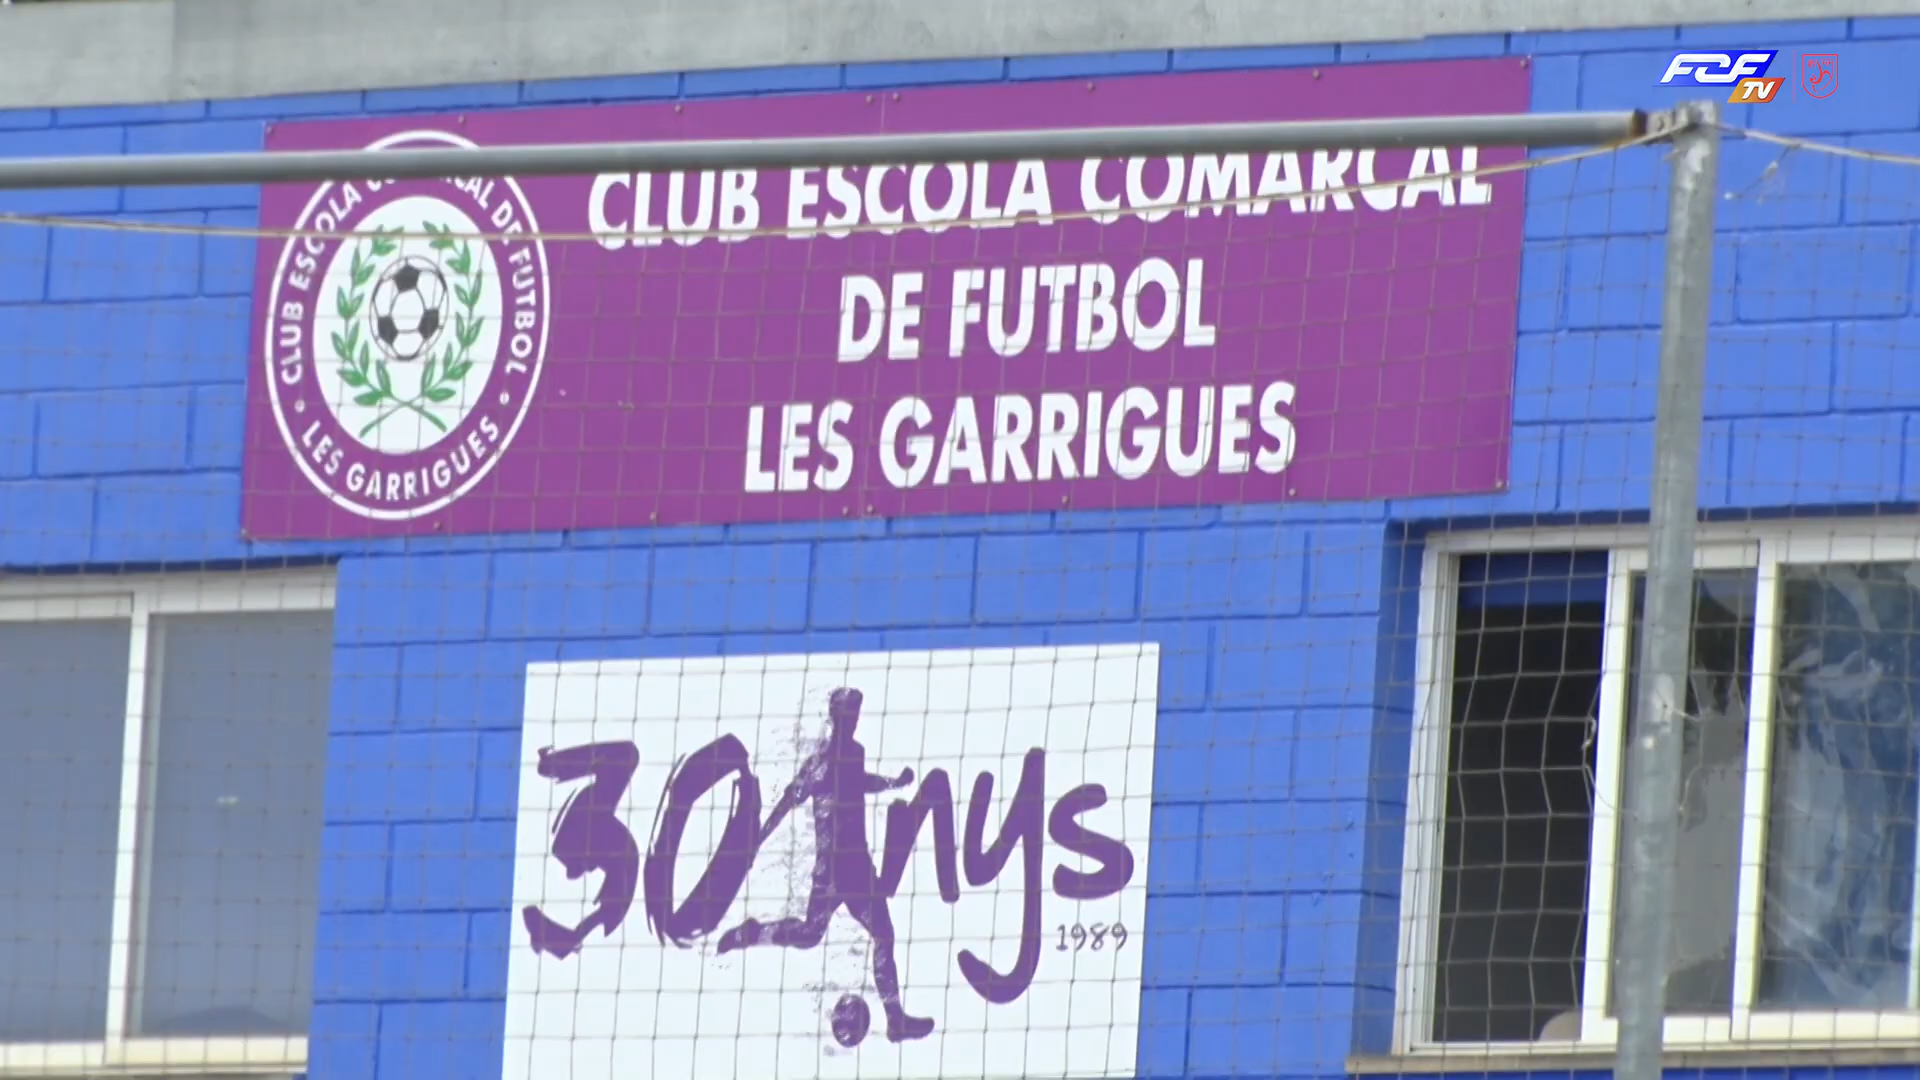 FCF
TV
CLUB ESCOLA COMARCAL DE FUTBOL
• LES GARRIGUES •
CLUB ESCOLA COMARCAL
DE FUTBOL
LES GARRIGUES
30 Anys
1989